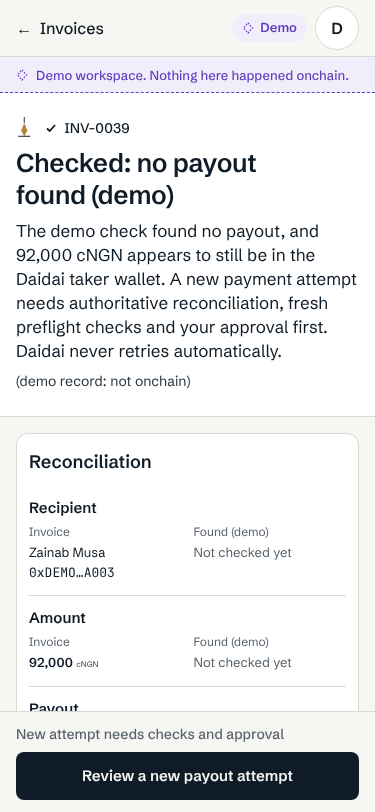 ← Invoices
Demo
D
Demo workspace. Nothing here happened onchain.
✓ INV-0039
Checked: no payout
found (demo)
The demo check found no payout, and
92,000 cNGN appears to still be in the
Daidai taker wallet. A new payment attempt
needs authoritative reconciliation, fresh
preflight checks and your approval first.
Daidai never retries automatically.
(demo record: not onchain)
Reconciliation
Recipient
Invoice
Found (demo)
Zainab Musa
Not checked yet
0xDEMO…A003
Amount
Invoice
Found (demo)
92,000 cNGN
Not checked yet
Payout
New attempt needs checks and approval
Review a new payout attempt